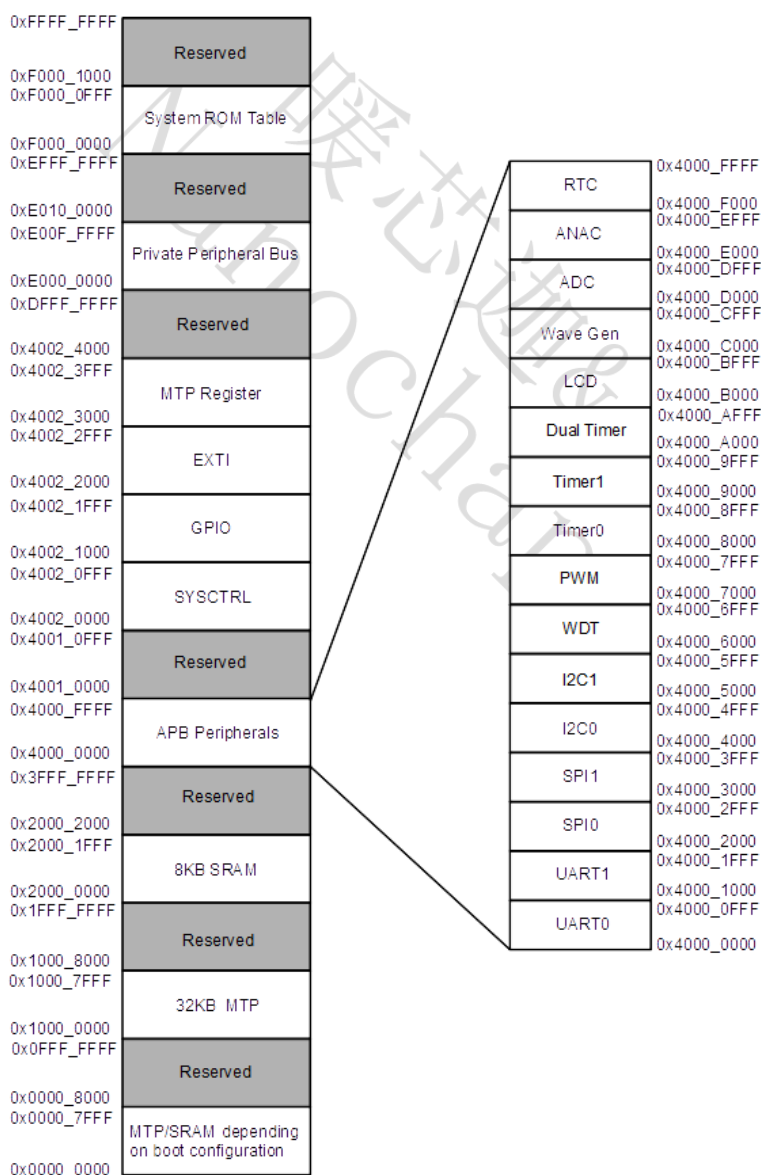 0xFFFF_FFFF
Reserved
0xF000_1000
0xF000_0FFF
System ROM Table
0xF000_0000
0xEFFF_FFFF
Reserved
0xE010_0000
0xE00F_FFFF
Private Peripheral Bus
0xE000_0000
0xDFFF_FFFF
Reserved
0x4002_4000
0x4002_3FFF
MTP Register
0x4002_3000
0x4002_2FFF
EXTI
0x4002_2000
0x4002_1FFF
GPIO
0x4002_1000
0x4002_0FFF
SYSCTRL
0x4002_0000
0x4001_0FFF
Reserved
0x4001_0000
0x4000_FFFF
APB Peripherals
0x4000_0000
0x3FFF_FFFF
Reserved
0x2000_2000
0x2000_1FFF
8KB SRAM
0x2000_0000
0x1FFF_FFFF
Reserved
0x1000_8000
0x1000_7FFF
32KB MTP
0x1000_0000
0x0FFF_FFFF
Reserved
0x0000_8000
0x0000_7FFF
MTP/SRAM depending
on boot configuration
0x0000_0000
0x4000_FFFF
RTC
0x4000_F000
0x4000_EFFF
ANAC
0x4000_E000
0x4000_DFFF
ADC
0x4000_D000
0x4000_CFFF
Wave Gen
0x4000_C000
0x4000_BFFF
LCD
0x4000_B000
0x4000_AFFF
Dual Timer
0x4000_A000
0x4000_9FFF
Timer1
0x4000_9000
0x4000_8FFF
Timer0
0x4000_8000
0x4000_7FFF
PWM
0x4000_7000
0x4000_6FFF
WDT
0x4000_6000
0x4000_5FFF
I2C1
0x4000_5000
0x4000_4FFF
I2C0
0x4000_4000
0x4000_3FFF
SPI1
0x4000_3000
0x4000_2FFF
SPI0
0x4000_2000
0x4000_1FFF
UART1
0x4000_1000
0x4000_0FFF
UART0
0x4000_0000
暖芯迦&
Nanochap